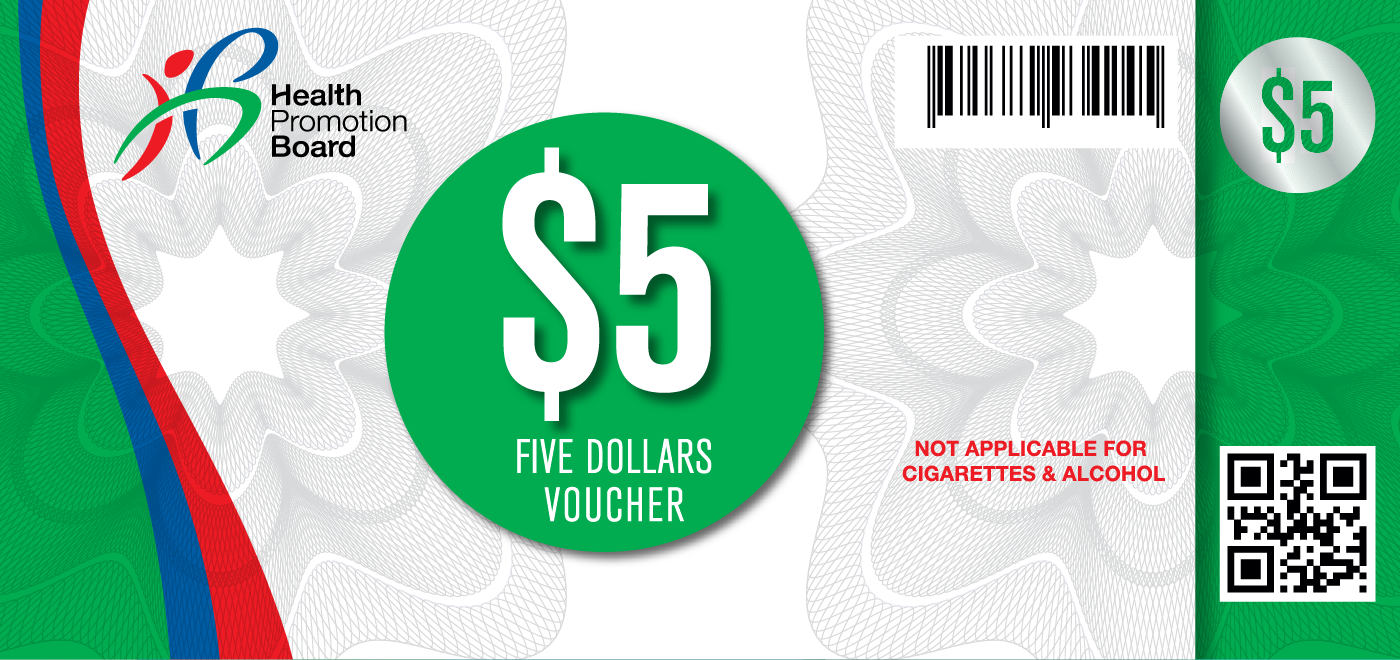 Health
Promotion
Board
$5
FIVE DOLLARS
VOUCHER
NOT APPLICABLE FOR
CIGARETTES & ALCOHOL
$5